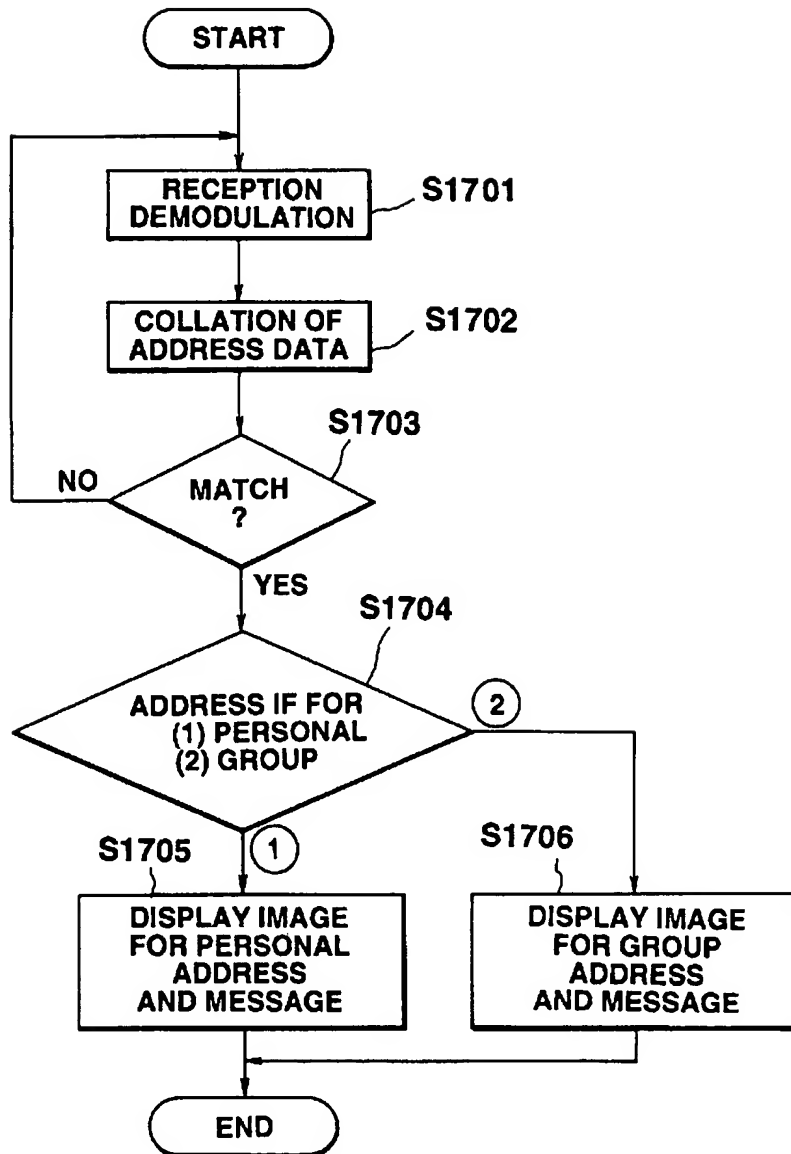 START
RECEPTION
DEMODULATION
S1701
COLLATION OF
ADDRESS DATA
S1702
S1703
MATCH
?
NO
YES
S1704
ADDRESS IF FOR
(1) PERSONAL
(2) GROUP
2
1
S1705
DISPLAY IMAGE
FOR PERSONAL
ADDRESS
AND MESSAGE
S1706
DISPLAY IMAGE
FOR GROUP
ADDRESS
AND MESSAGE
END